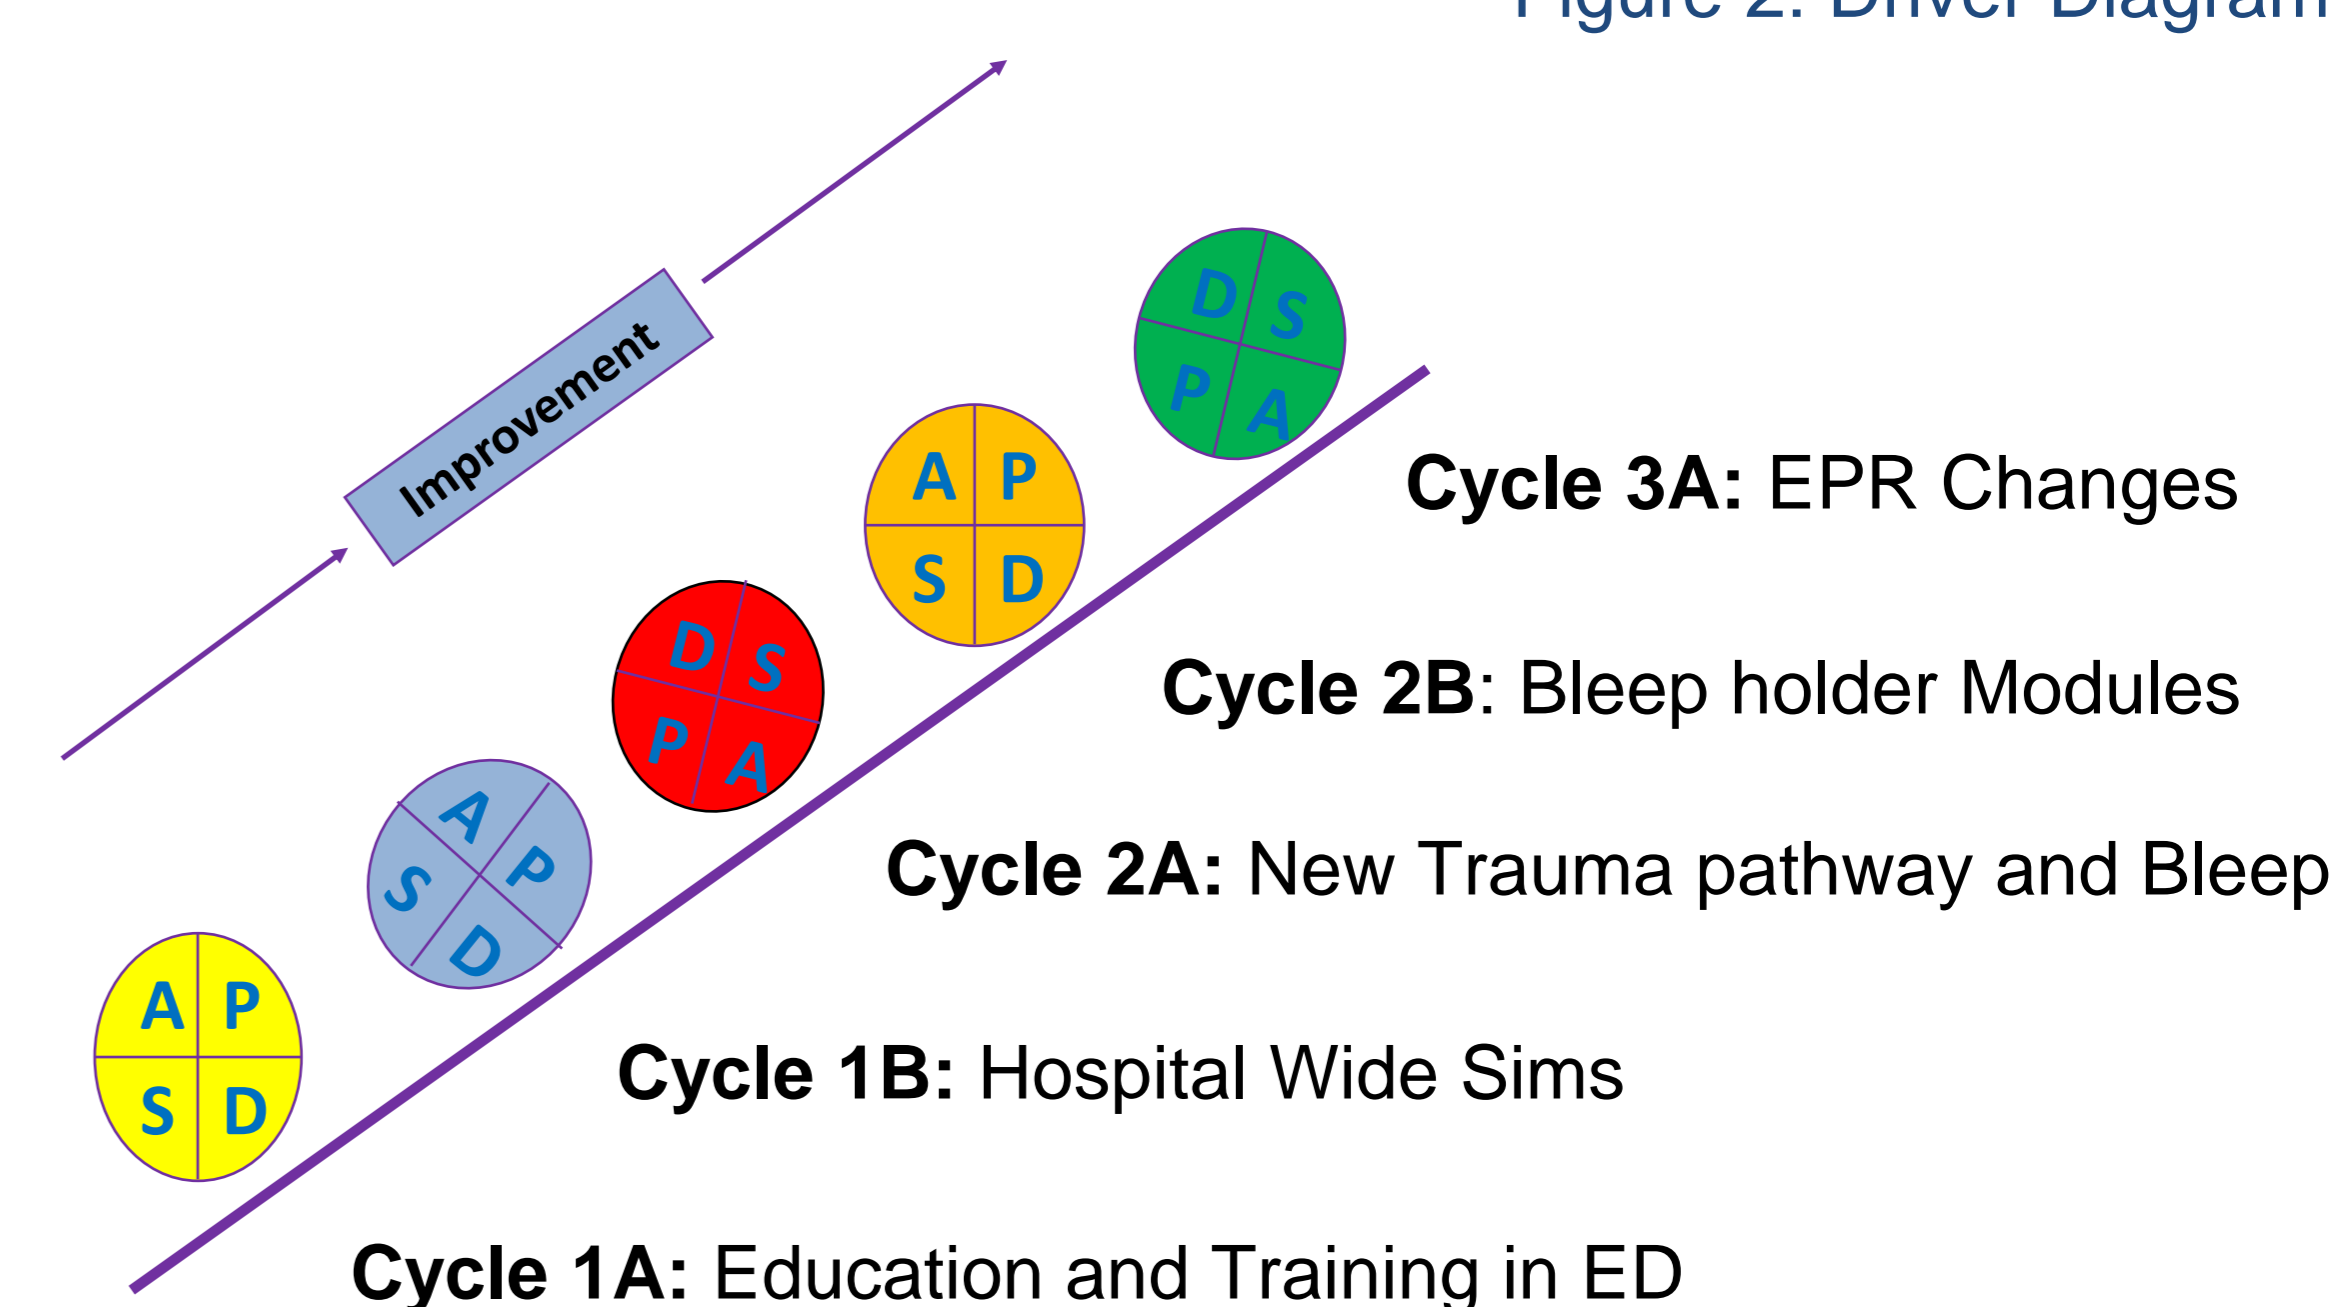 Figure 2: Driver Diagram
Improvement
D S
P A
A P
S D
Cycle 3A: EPR Changes
D S
P A
Cycle 2B: Bleep holder Modules
A P
S D
Cycle 2A: New Trauma pathway and Bleep
A P
S D
Cycle 1B: Hospital Wide Sims
Cycle 1A: Education and Training in ED